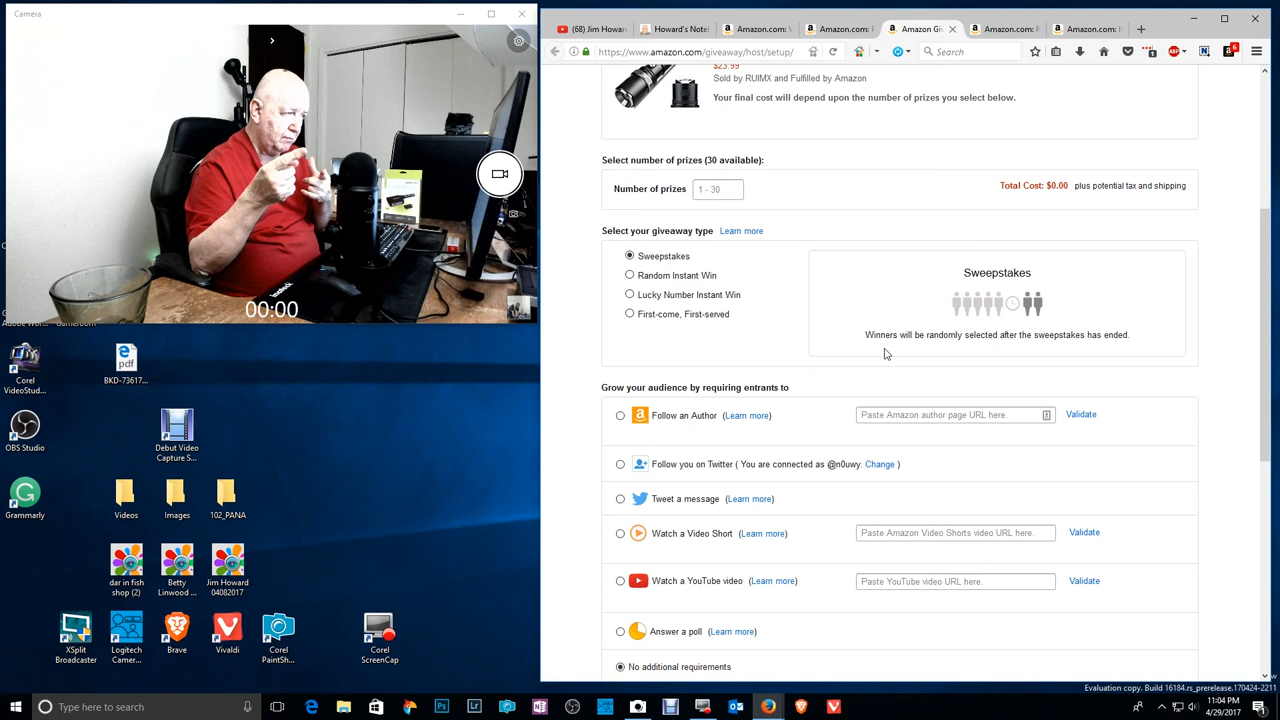 Camera
00:00
Adobe Wor...
Corel
VideoStud...
BKD-73617...
OBS Studio
Debut Video
Capture S...
Grammarly
Videos
Images
102_PANA
dar in fish
shop (2)
Betty
Linwood ...
Jim Howard
04082017
XSplit
Broadcaster
Logitech
Camer...
Brave
Vivaldi
Corel
PaintSh...
Corel
ScreenCap
(68) Jim Howar
Howard's Note
Amazon.com: W
Amazon.com: F
Amazon Gi
Amazon.com: F
Amazon.com: I
https://www.amazon.com/giveaway/host/setup/
Search
6
$23.99
Sold by RUIMX and Fulfilled by Amazon
Your final cost will depend upon the number of prizes you select below.
Select number of prizes (30 available):
Number of prizes 1 - 30
Total Cost: $0.00 plus potential tax and shipping
Select your giveaway type Learn more
Sweepstakes
Random Instant Win
Lucky Number Instant Win
First-come, First-served
Sweepstakes
Winners will be randomly selected after the sweepstakes has ended.
Grow your audience by requiring entrants to
Follow an Author (Learn more) Paste Amazon author page URL here. Validate
Follow you on Twitter ( You are connected as @n0uwy. Change )
Tweet a message (Learn more)
Watch a Video Short (Learn more) Paste Amazon Video Shorts video URL here. Validate
Watch a YouTube video (Learn more) Paste YouTube video URL here. Validate
Answer a poll (Learn more)
No additional requirements
Evaluation copy. Build 16184.rs_prerelease.170424-2211
Type here to search
11:04 PM
4/29/2017